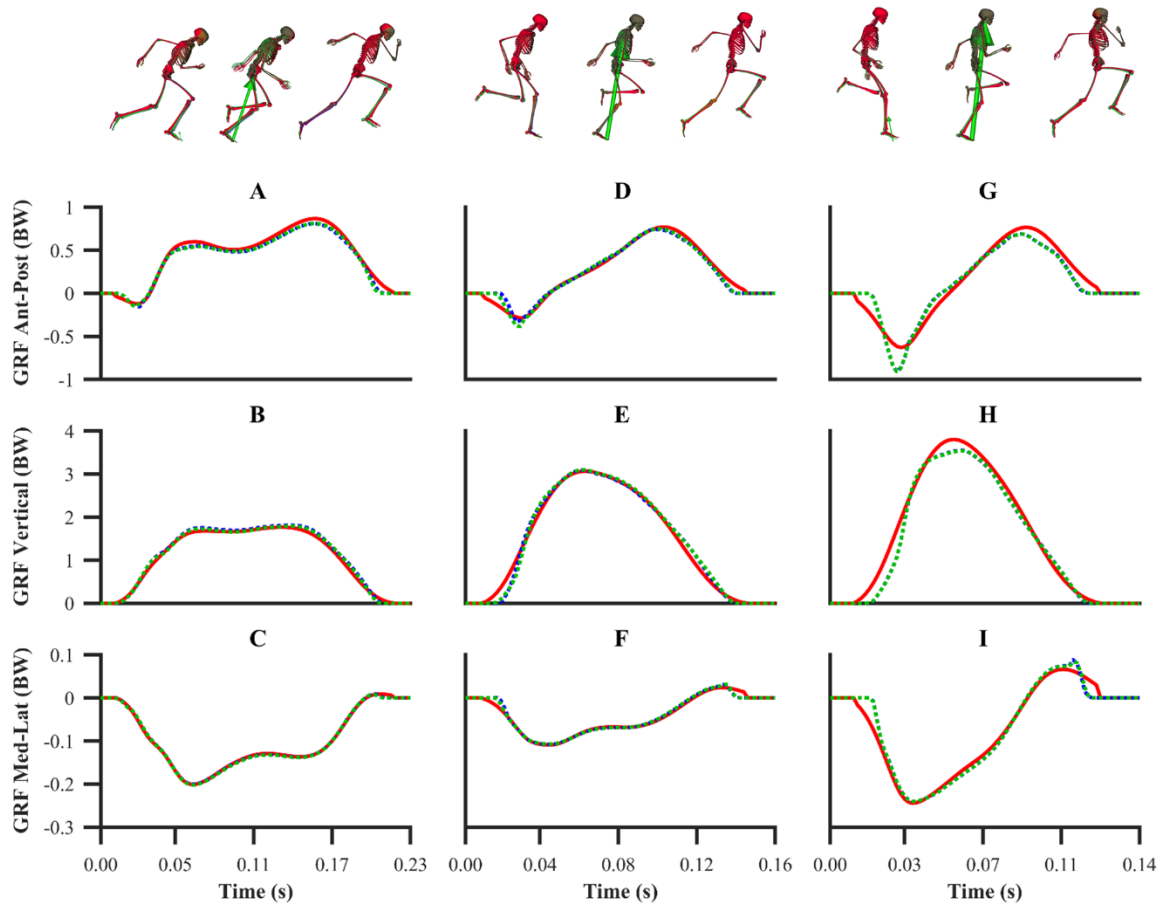 A D G
GRF Ant-Post (BW)
1
0.5
0
-0.5
-1
B E H
GRF Vertical (BW)
4
3
2
1
0
C F I
GRF Med-Lat (BW)
0.1
0
-0.1
-0.2
-0.3
0.00 0.05 0.11 0.17 0.23 0.00 0.04 0.08 0.12 0.16 0.00 0.03 0.07 0.11 0.14
Time (s) Time (s) Time (s)